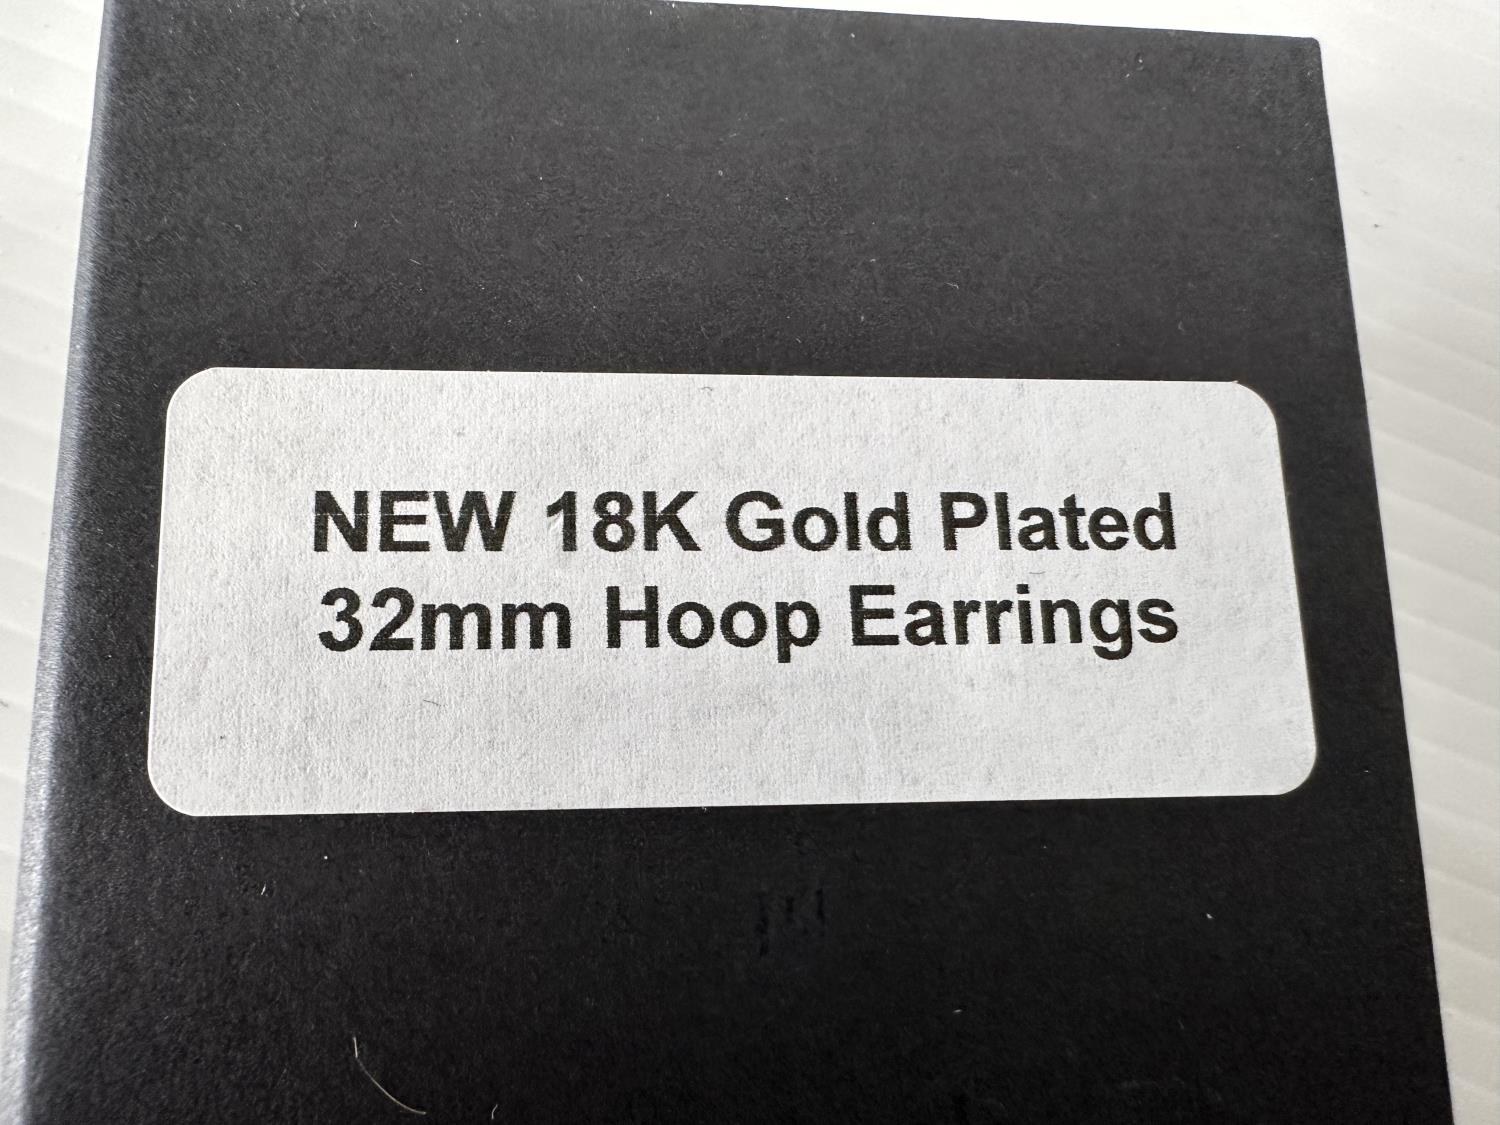 NEW 18K Gold Plated
32mm Hoop Earrings